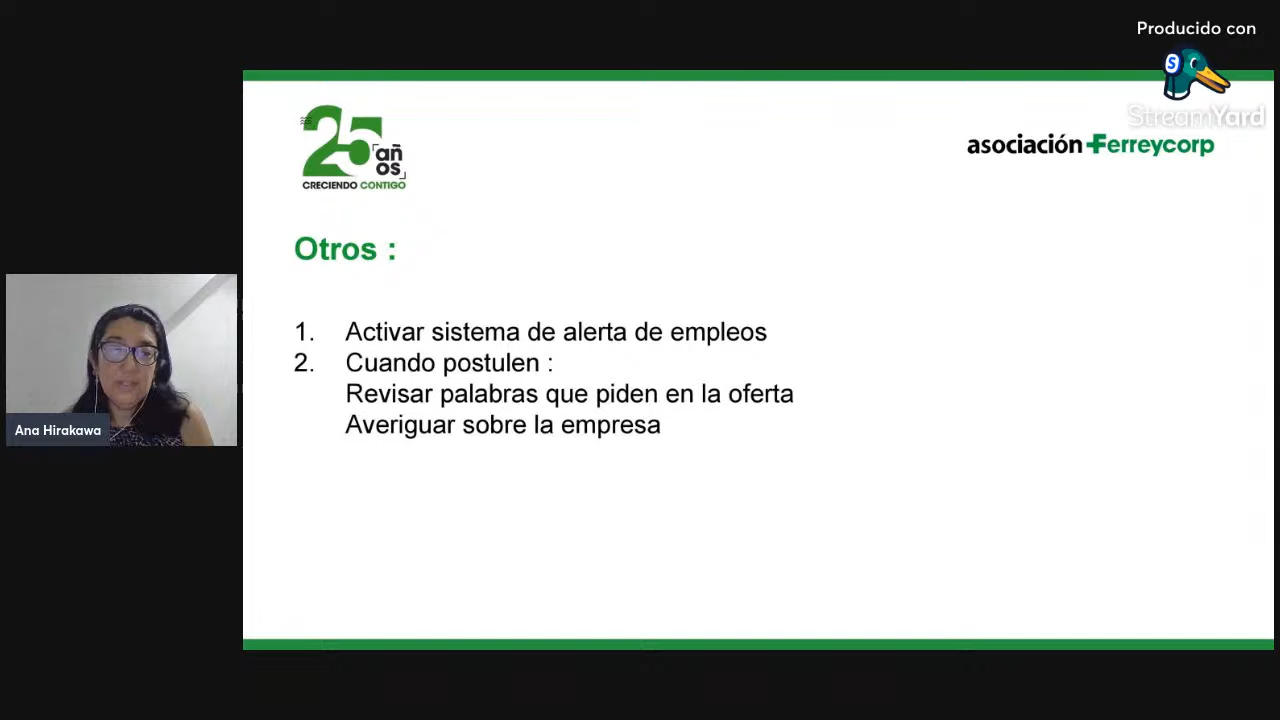 Producido con
StreamYard
25 años
CRECIENDO CONTIGO
asociación Ferreycorp
Otros :
1. Activar sistema de alerta de empleos
2. Cuando postulen :
Revisar palabras que piden en la oferta
Averiguar sobre la empresa
Ana Hirakawa